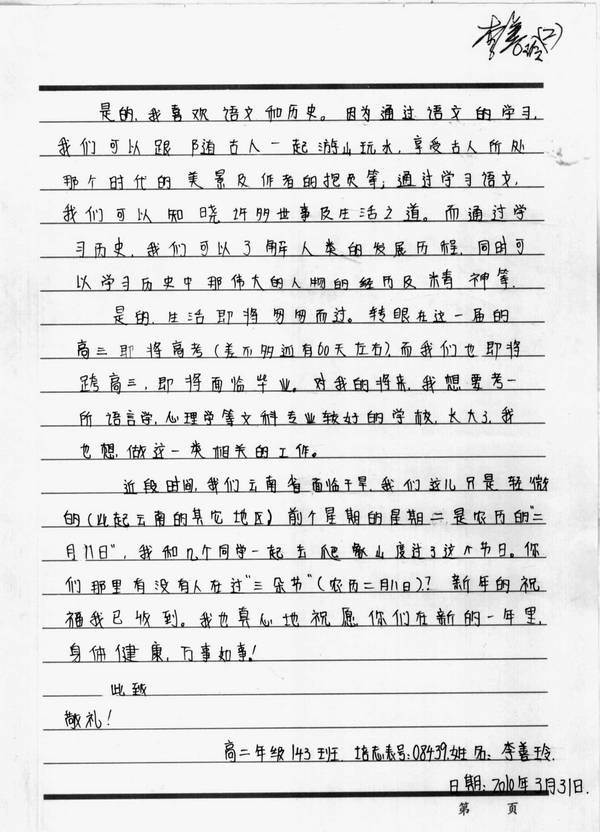 李善玲(2)
是的,我喜欢语文和历史。因为通过语文的学习,
我们可以跟随古人一起游山玩水,享受古人所处
那个时代的美景及作者的抱负等;通过学习语文,
我们可以知晓许多世事及生活之道。而通过学
习历史,我们可以了解人类的发展历程,同时可
以学习历史中那伟大的人物的经历及精神等.
是的,生活即将匆匆而过。转眼在这一届的
高三即将高考(差不多还有60天左右),而我们也即将
跨高三,即将面临毕业。对我的将来,我想要考一
所语言学,心理学等文科专业较好的学校,长大了,我
也想做这一类相关的工作。
近段时间,我们云南省面临干旱,我们这儿只是轻微
的(比起云南的其它地区)前个星期的星期二是农历的"二
月八日",我和几个同学一起去爬象山度过了这个节日。你
们那里有没有人在过"三朵节"(农历二月八日)?新年的祝
福我已收到。我也真心地祝愿你们在新的一年里,
身体健康,万事如事!
此致
敬礼!
高二年级143班 培志表号:08439.姓名:李善玲.
日期:2010年3月31日.
第 页